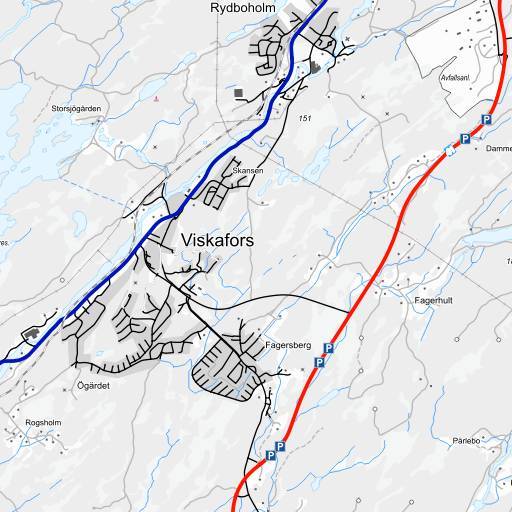 Rydboholm
Avfallsanl.
Storsjögården
151
P
P
Damme
Skansen
Viskafors
res.
Fagerhult
Fagersberg
P
P
Ögärdet
Rogsholm
Pärlebo
P
P